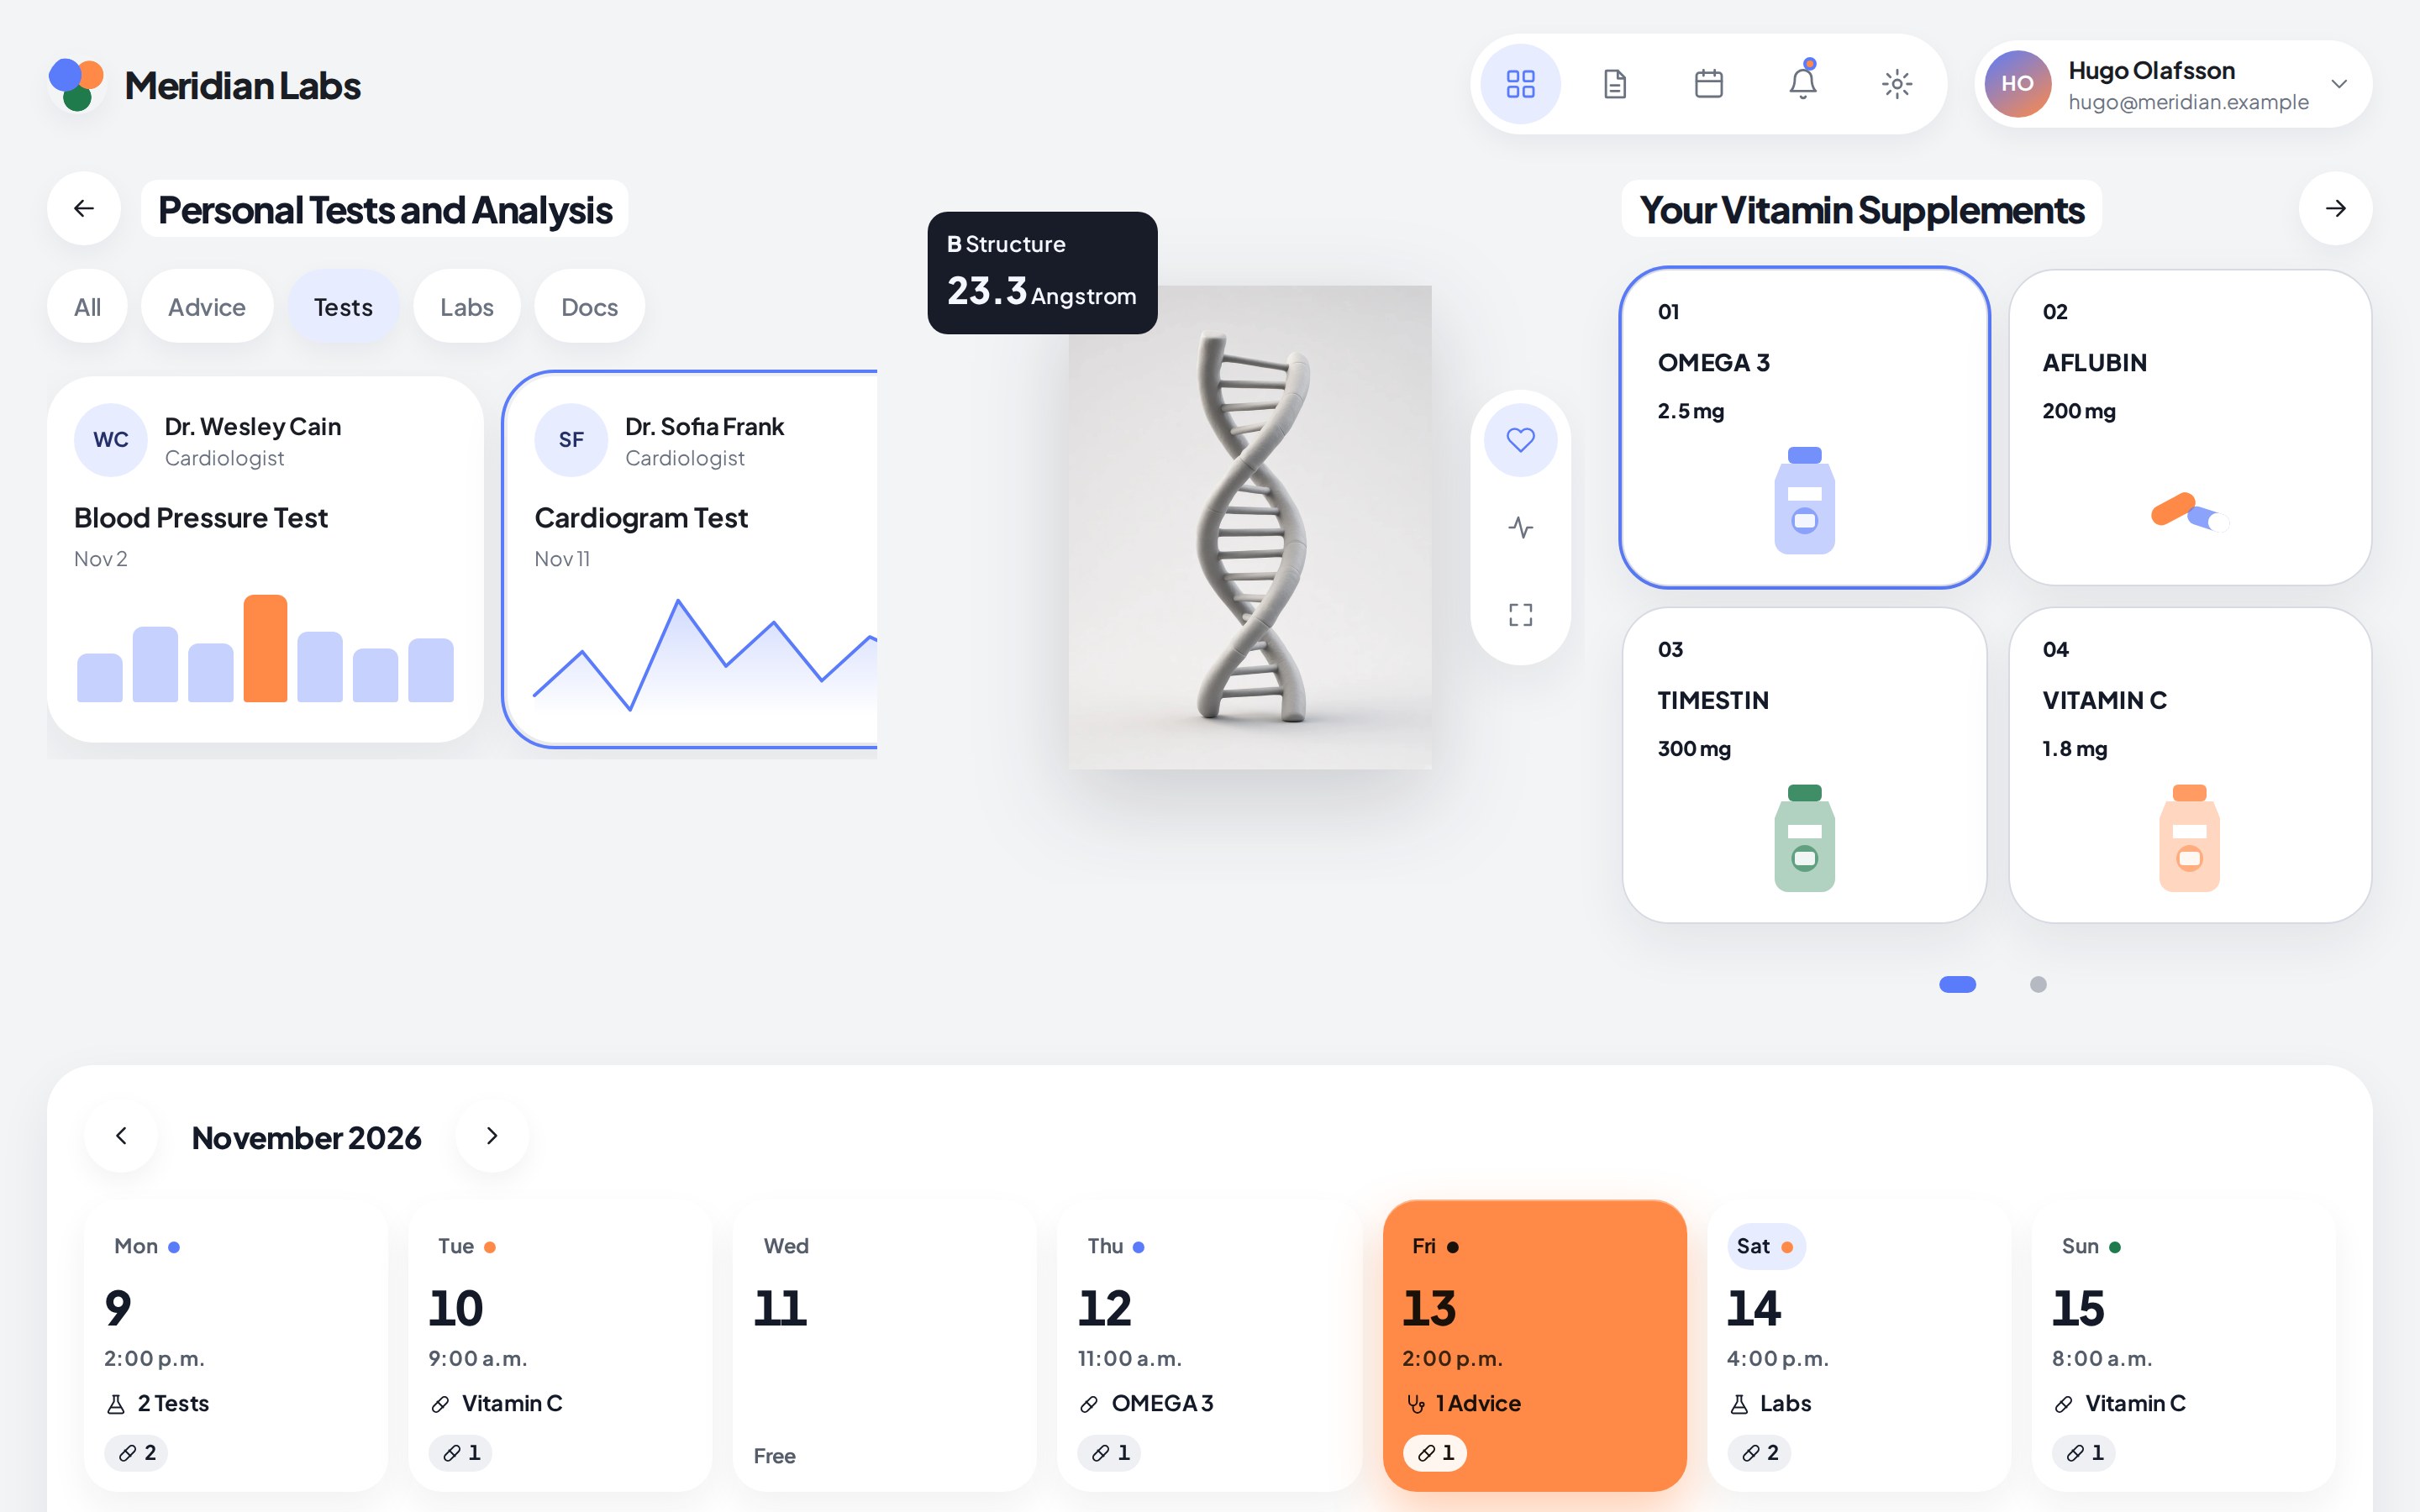 Meridian Labs
HO
Hugo Olafsson
hugo@meridian.example
Personal Tests and Analysis
All
Advice
Tests
Labs
Docs
WC
Dr. Wesley Cain
Cardiologist
Blood Pressure Test
Nov 2
SF
Dr. Sofia Frank
Cardiologist
Cardiogram Test
Nov 11
B Structure
23.3 Angstrom
Your Vitamin Supplements
01
OMEGA 3
2.5 mg
02
AFLUBIN
200 mg
03
TIMESTIN
300 mg
04
VITAMIN C
1.8 mg
November 2026
Mon
9
2:00 p.m.
2 Tests
2
Tue
10
9:00 a.m.
Vitamin C
1
Wed
11
Free
Thu
12
11:00 a.m.
OMEGA 3
1
Fri
13
2:00 p.m.
1 Advice
1
Sat
14
4:00 p.m.
Labs
2
Sun
15
8:00 a.m.
Vitamin C
1